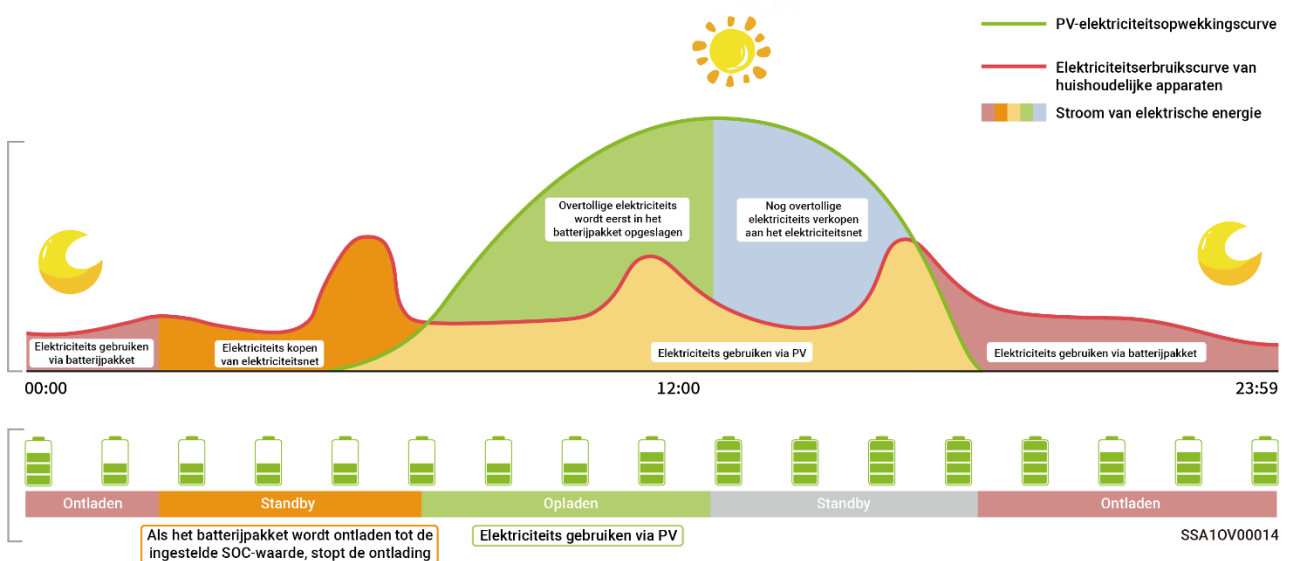 PV-elektriciteitsopwekkingscurve
Elektriciteitserbruikscurve van
huishoudelijke apparaten
Stroom van elektrische energie
Overtollige elektriciteits
wordt eerst in het
batterijpakket opgeslagen
Nog overtollige
elektriciteits verkopen
aan het elektriciteitsnet
Elektriciteits gebruiken
via batterijpakket
Elektriciteits kopen
van elektriciteitsnet
Elektriciteits gebruiken via PV
Elektriciteits gebruiken via batterijpakket
00:00
12:00
23:59
Ontladen
Standby
Opladen
Standby
Ontladen
Als het batterijpakket wordt ontladen tot de
ingestelde SOC-waarde, stopt de ontlading
Elektriciteits gebruiken via PV
SSA1OV00014